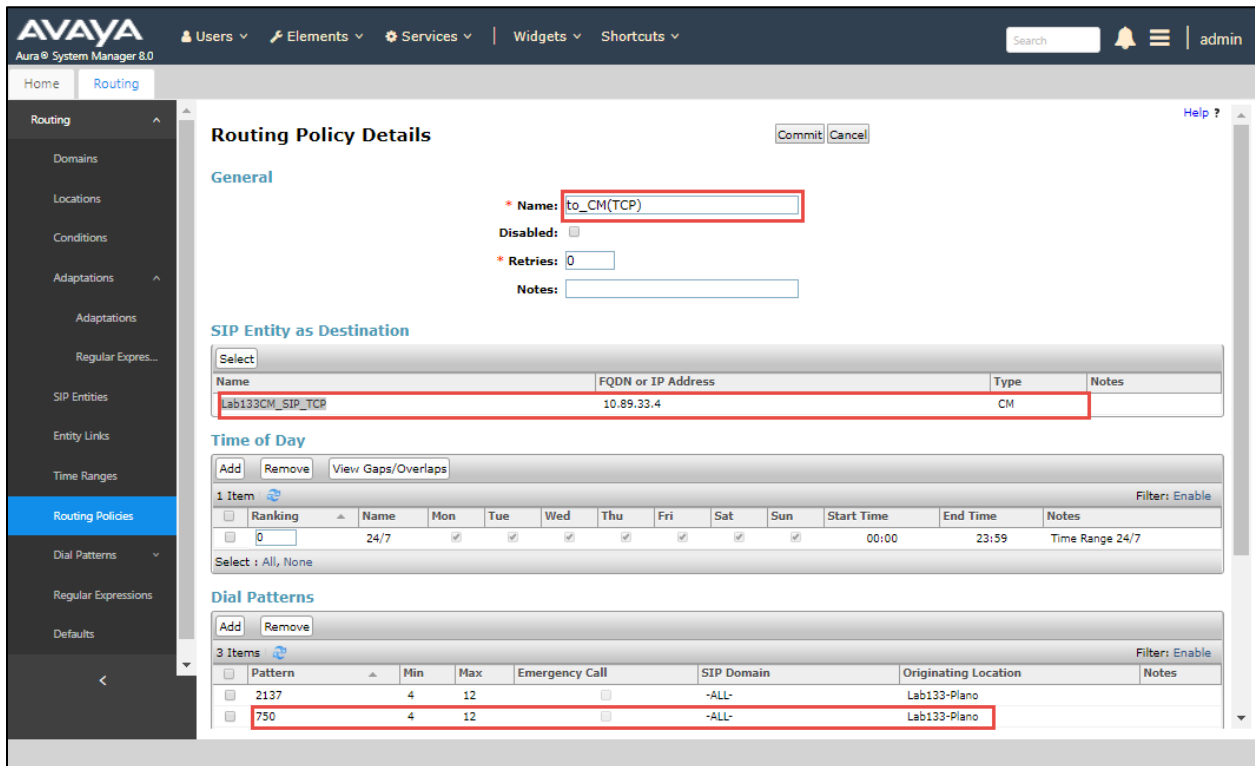 AVAYA
Aura® System Manager 8.0
Users Elements Services | Widgets Shortcuts
Search
admin
Home Routing
Routing
Domains
Locations
Conditions
Adaptations
Adaptations
Regular Expres...
SIP Entities
Entity Links
Time Ranges
Routing Policies
Dial Patterns
Regular Expressions
Defaults
<
Help ?
Routing Policy Details
Commit Cancel
General
* Name: to_CM(TCP)
Disabled:
* Retries: 0
Notes:
SIP Entity as Destination
Select
Name FQDN or IP Address Type Notes
Lab133CM_SIP_TCP 10.89.33.4 CM
Time of Day
Add Remove View Gaps/Overlaps
1 Item Filter: Enable
Ranking Name Mon Tue Wed Thu Fri Sat Sun Start Time End Time Notes
0 24/7 00:00 23:59 Time Range 24/7
Select : All, None
Dial Patterns
Add Remove
3 Items Filter: Enable
Pattern Min Max Emergency Call SIP Domain Originating Location Notes
2137 4 12 -ALL- Lab133-Plano
750 4 12 -ALL- Lab133-Plano